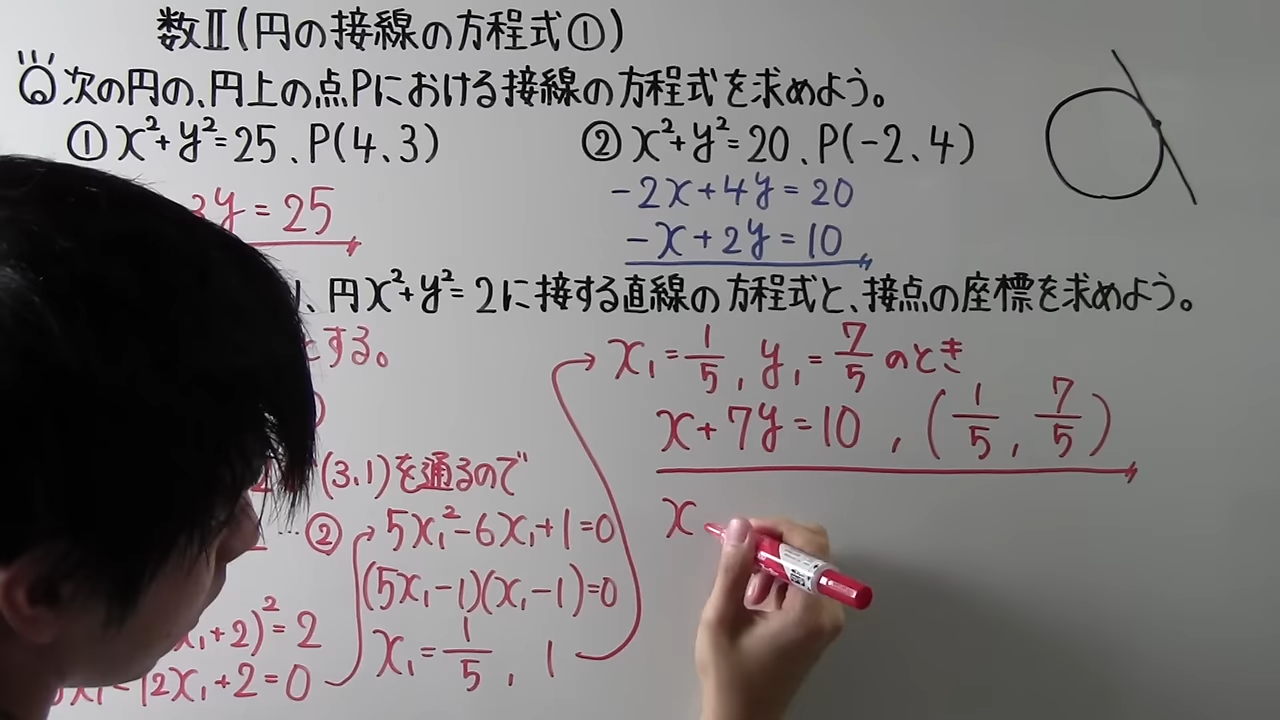 数Ⅱ(円の接線の方程式①)
Q 次の円の、円上の点Pにおける接線の方程式を求めよう。
① x²+y²=25、P(4、3)
② x²+y²=20、P(-2、4)
3y=25
-2x+4y=20
-x+2y=10
、円x²+y²=2に接する直線の方程式と、接点の座標を求めよう。
とする。
(3.1)を通るので
… ②
x₁+2)²=2
12x₁+2=0
5x₁²-6x₁+1=0
(5x₁-1)(x₁-1)=0
x₁=1/5, 1
x₁=1/5, y₁=7/5 のとき
x+7y=10, (1/5, 7/5)
x